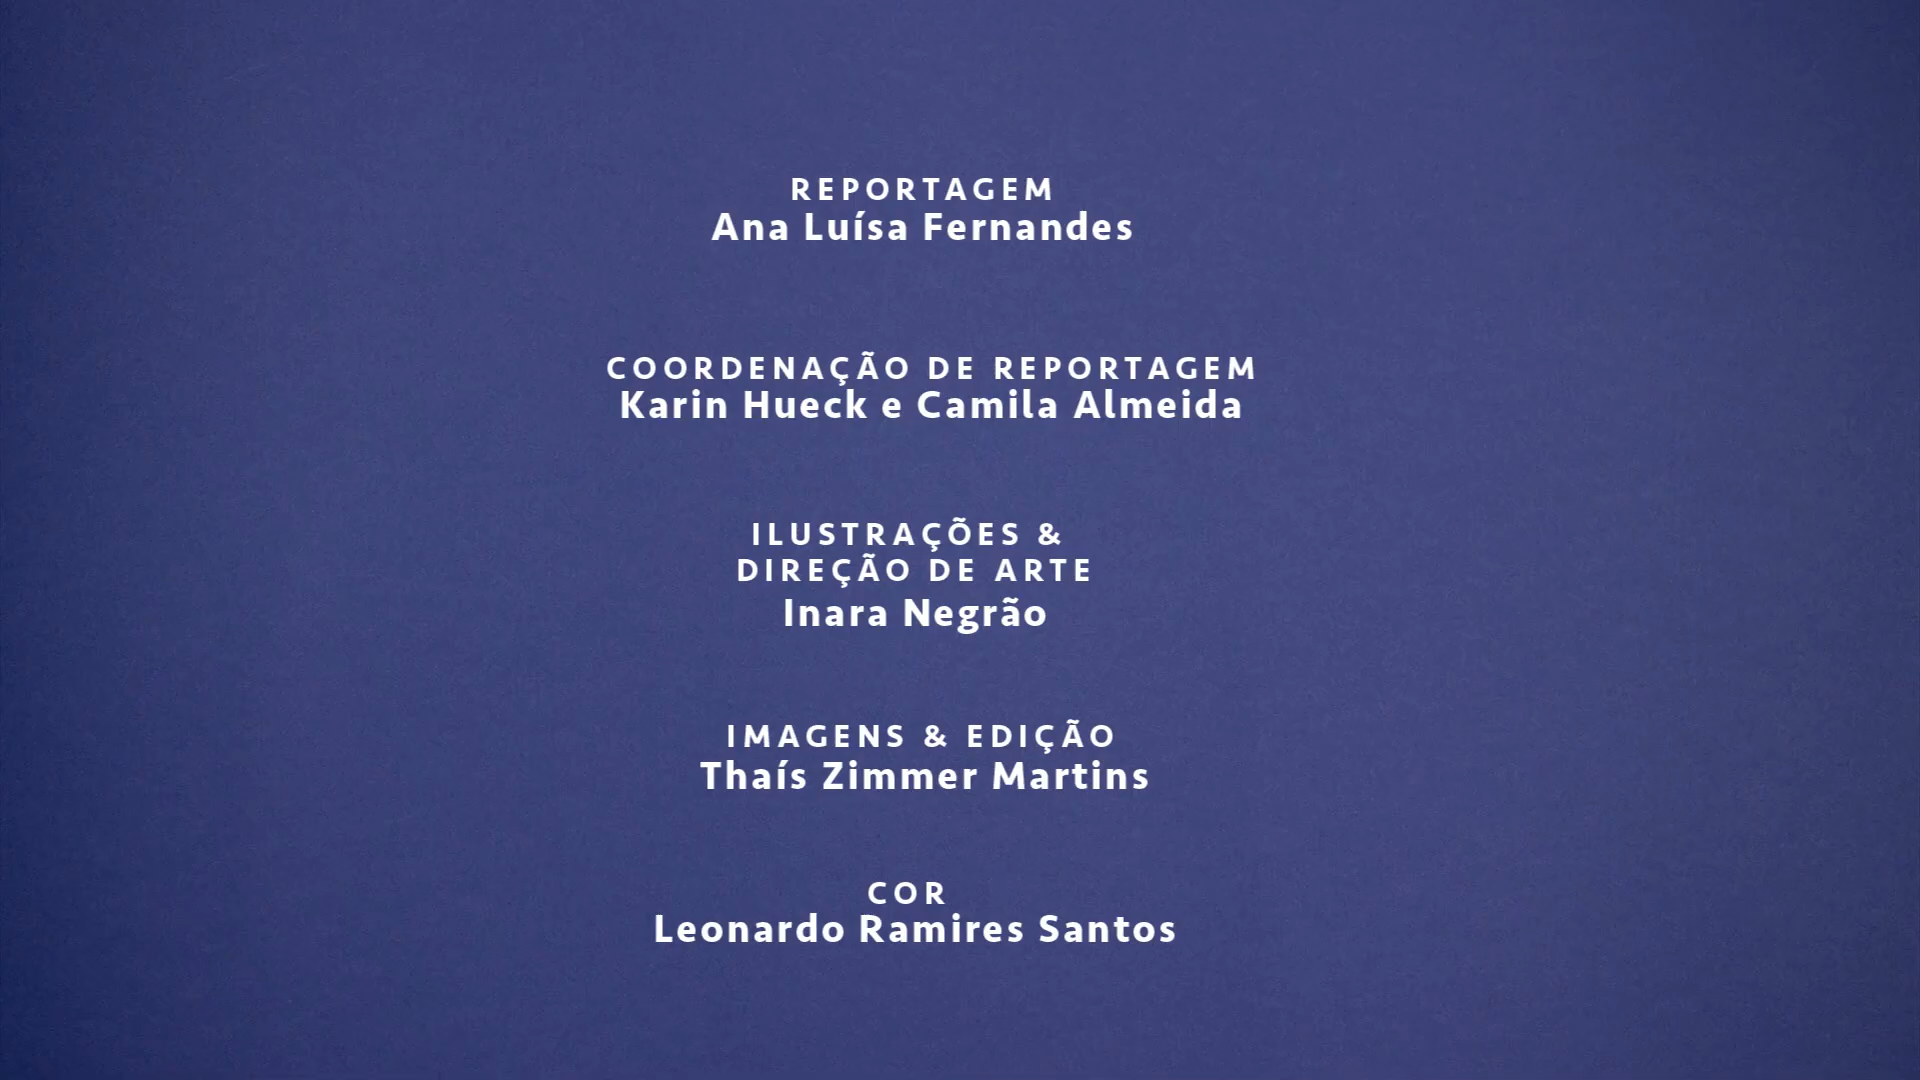 REPORTAGEM
Ana Luísa Fernandes
COORDENAÇÃO DE REPORTAGEM
Karin Hueck e Camila Almeida
ILUSTRAÇÕES &
DIREÇÃO DE ARTE
Inara Negrão
IMAGENS & EDIÇÃO
Thaís Zimmer Martins
COR
Leonardo Ramires Santos